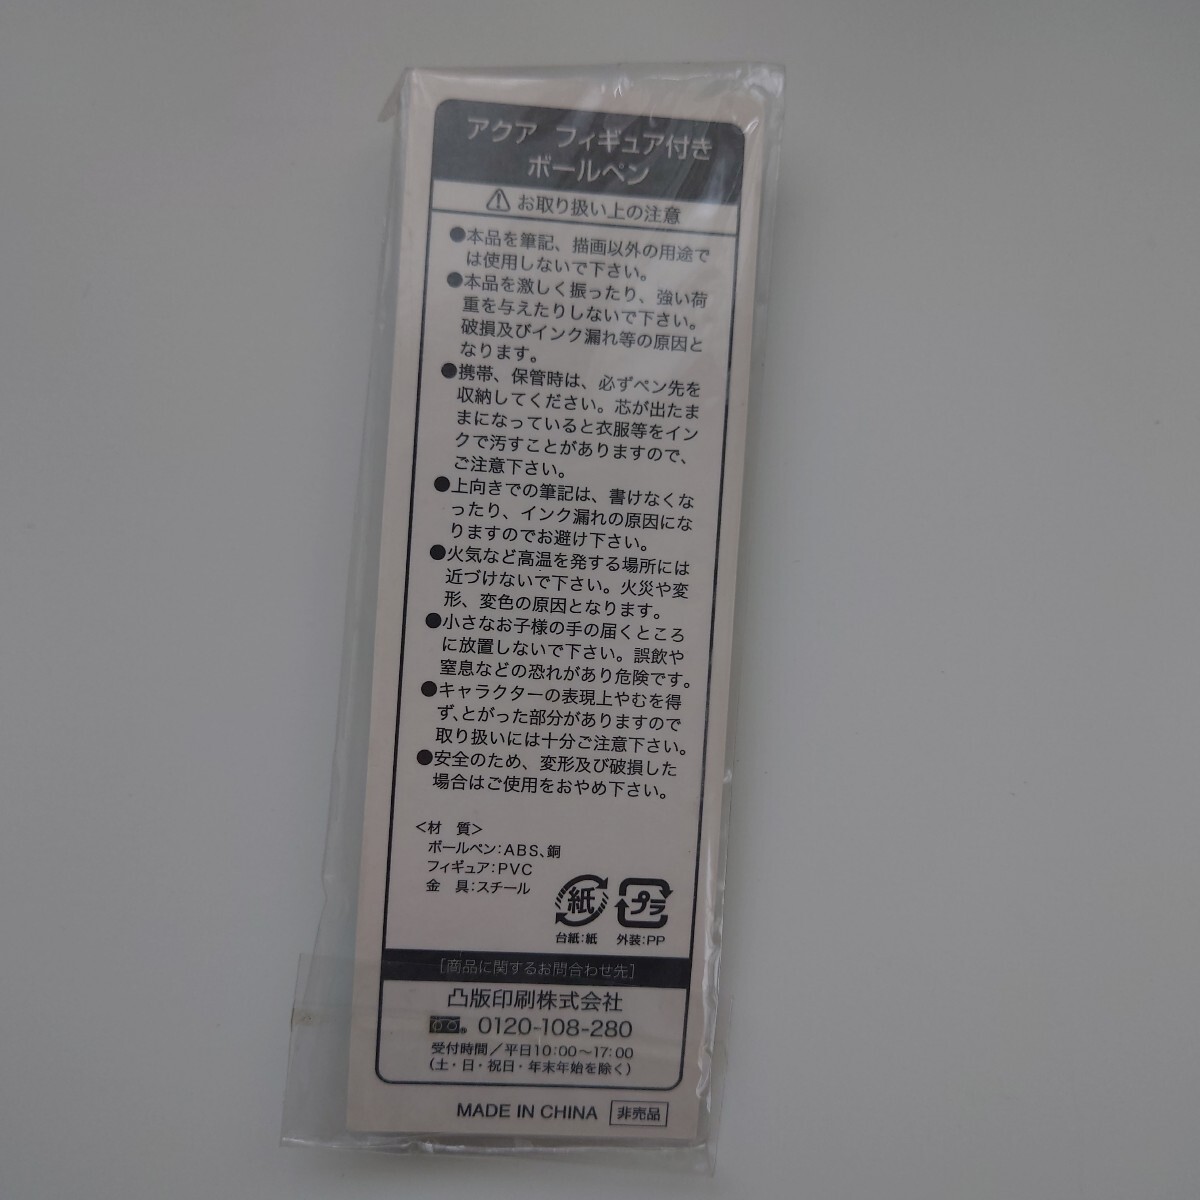 アクア フィギュア付き
ボールペン
お取り扱い上の注意
●本品を筆記、描画以外の用途で
は使用しないで下さい。
●本品を激しく振ったり、強い荷
重を与えたりしないで下さい。
破損及びインク漏れ等の原因と
なります。
●携帯、保管時は、必ずペン先を
収納してください。芯が出たま
まになっていると衣服等をイン
クで汚すことがありますので、
ご注意下さい。
●上向きでの筆記は、書けなくな
ったり、インク漏れの原因にな
りますのでお避け下さい。
●火気など高温を発する場所には
近づけないで下さい。火災や変
形、変色の原因となります。
●小さなお子様の手の届くところ
に放置しないで下さい。誤飲や
窒息などの恐れがあり危険です。
●キャラクターの表現上やむを得
ず、とがった部分がありますので
取り扱いには十分ご注意下さい。
●安全のため、変形及び破損した
場合はご使用をおやめ下さい。
＜材 質＞
ボールペン：ABS、銅
フィギュア：PVC
金 具：スチール
紙 プラ
台紙：紙 外装：PP
［商品に関するお問合わせ先］
凸版印刷株式会社
0120-108-280
受付時間／平日10：00～17：00
（土・日・祝日・年末年始を除く）
MADE IN CHINA 非売品